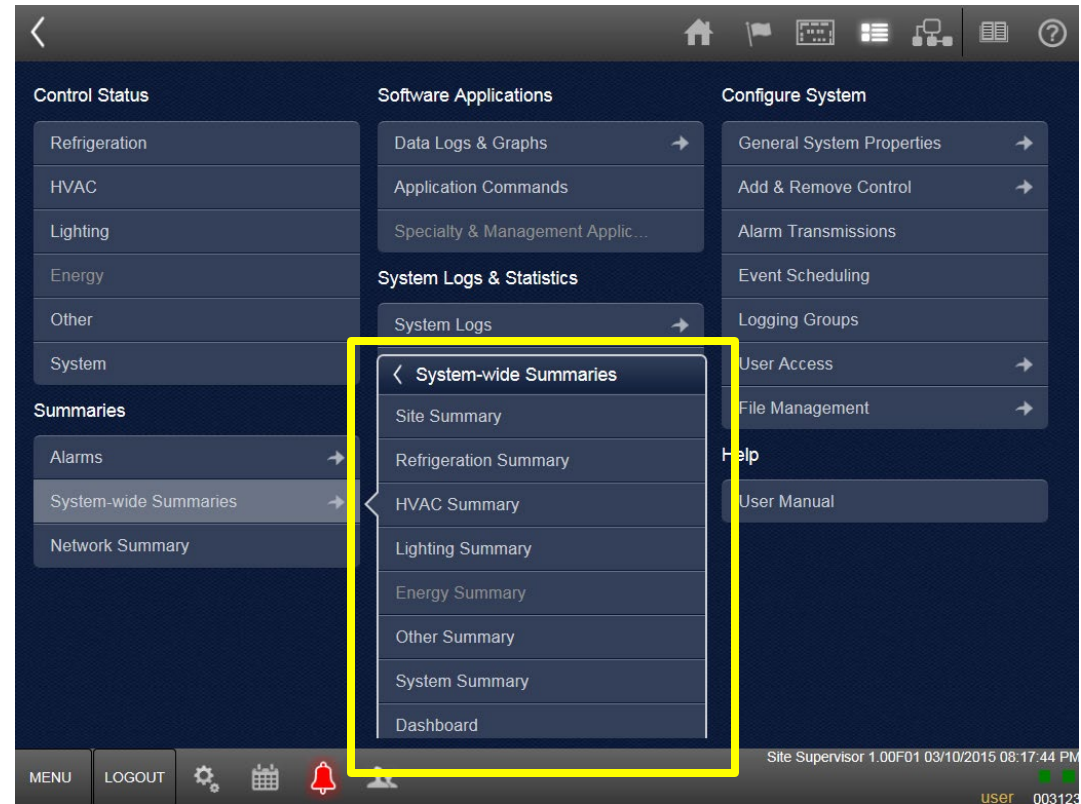 Control Status
Refrigeration
HVAC
Lighting
Energy
Other
System
Summaries
Alarms
System-wide Summaries
Network Summary
Software Applications
Data Logs & Graphs
Application Commands
Specialty & Management Applic...
System Logs & Statistics
System Logs
System-wide Summaries
Site Summary
Refrigeration Summary
HVAC Summary
Lighting Summary
Energy Summary
Other Summary
System Summary
Dashboard
Configure System
General System Properties
Add & Remove Control
Alarm Transmissions
Event Scheduling
Logging Groups
User Access
File Management
Help
User Manual
MENU
LOGOUT
Site Supervisor 1.00F01 03/10/2015 08:17:44 PM
user 003123